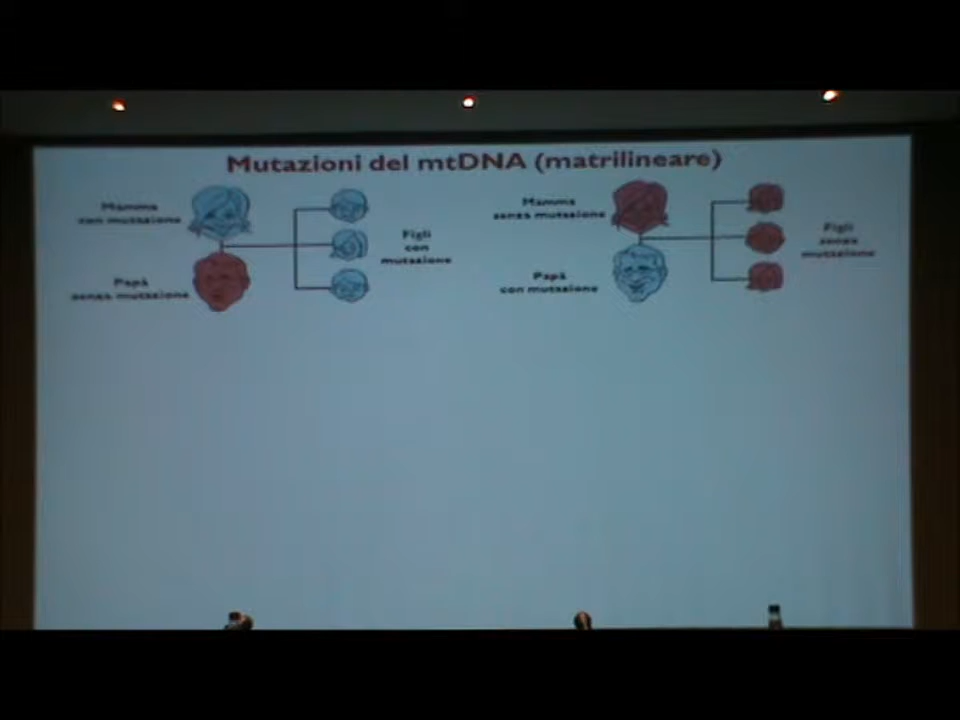 Mutazioni del mtDNA (matrilineare)
Mamma
con mutazione
Papà
senza mutazione
Figli
con
mutazione
Mamma
senza mutazione
Papà
con mutazione
Figli
senza
mutazione